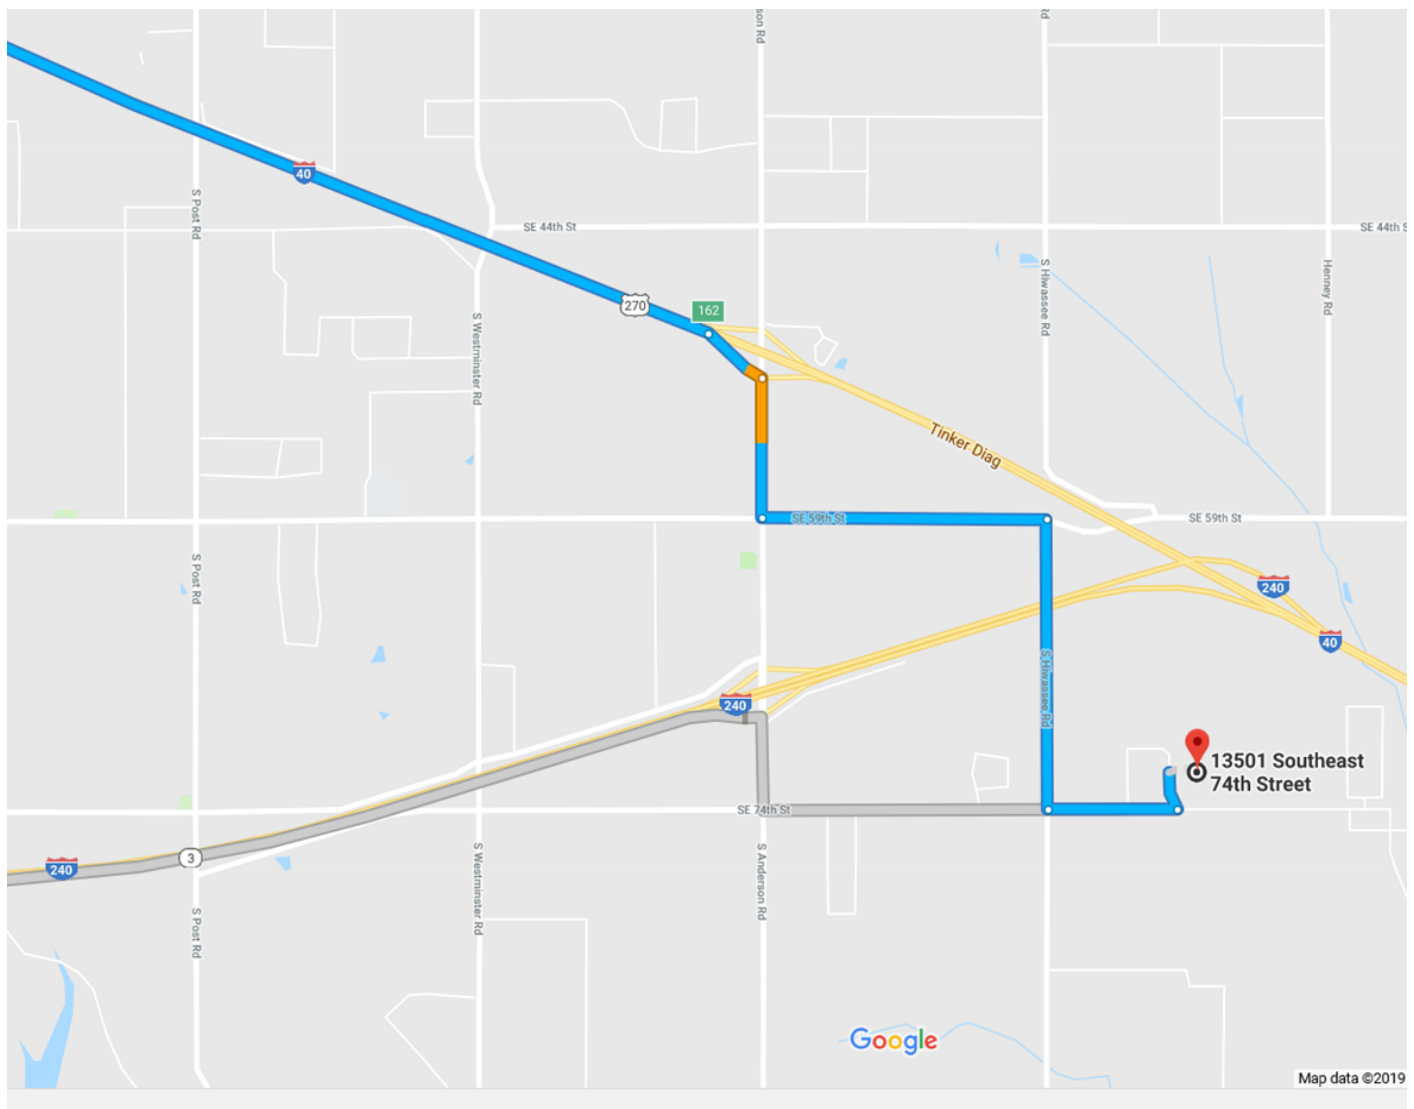 son Rd
Rd
40
S Post Rd
SE 44th St
SE 44th S
S Hiwassee Rd
Henney Rd
270
162
S Westminster Rd
Tinker Diag
SE 59th St
SE 59th St
S Post Rd
240
40
S Hiwassee Rd
240
13501 Southeast
74th Street
SE 74th St
3
240
S Westminster Rd
S Anderson Rd
S Post Rd
Google
Map data ©2019